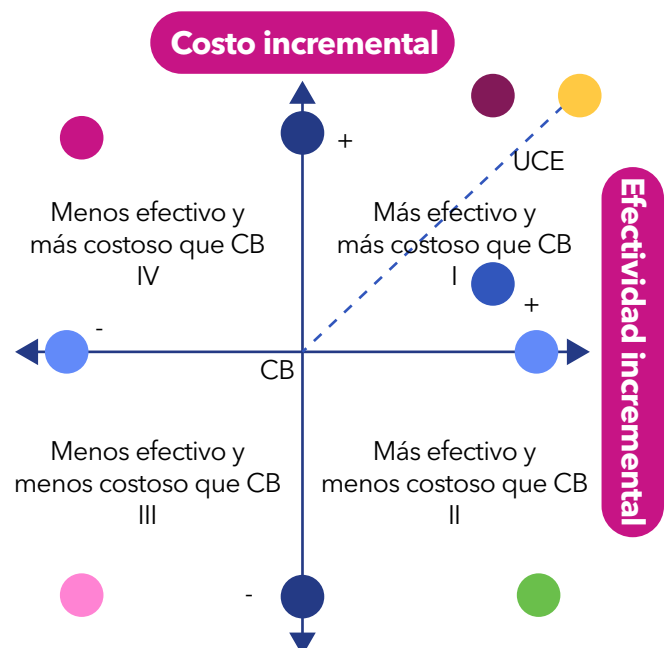 Costo incremental
+
UCE
Menos efectivo y
más costoso que CB
IV
Más efectivo y
más costoso que CB
I
+
-
CB
Efectividad incremental
Menos efectivo y
menos costoso que CB
III
Más efectivo y
menos costoso que CB
II
-